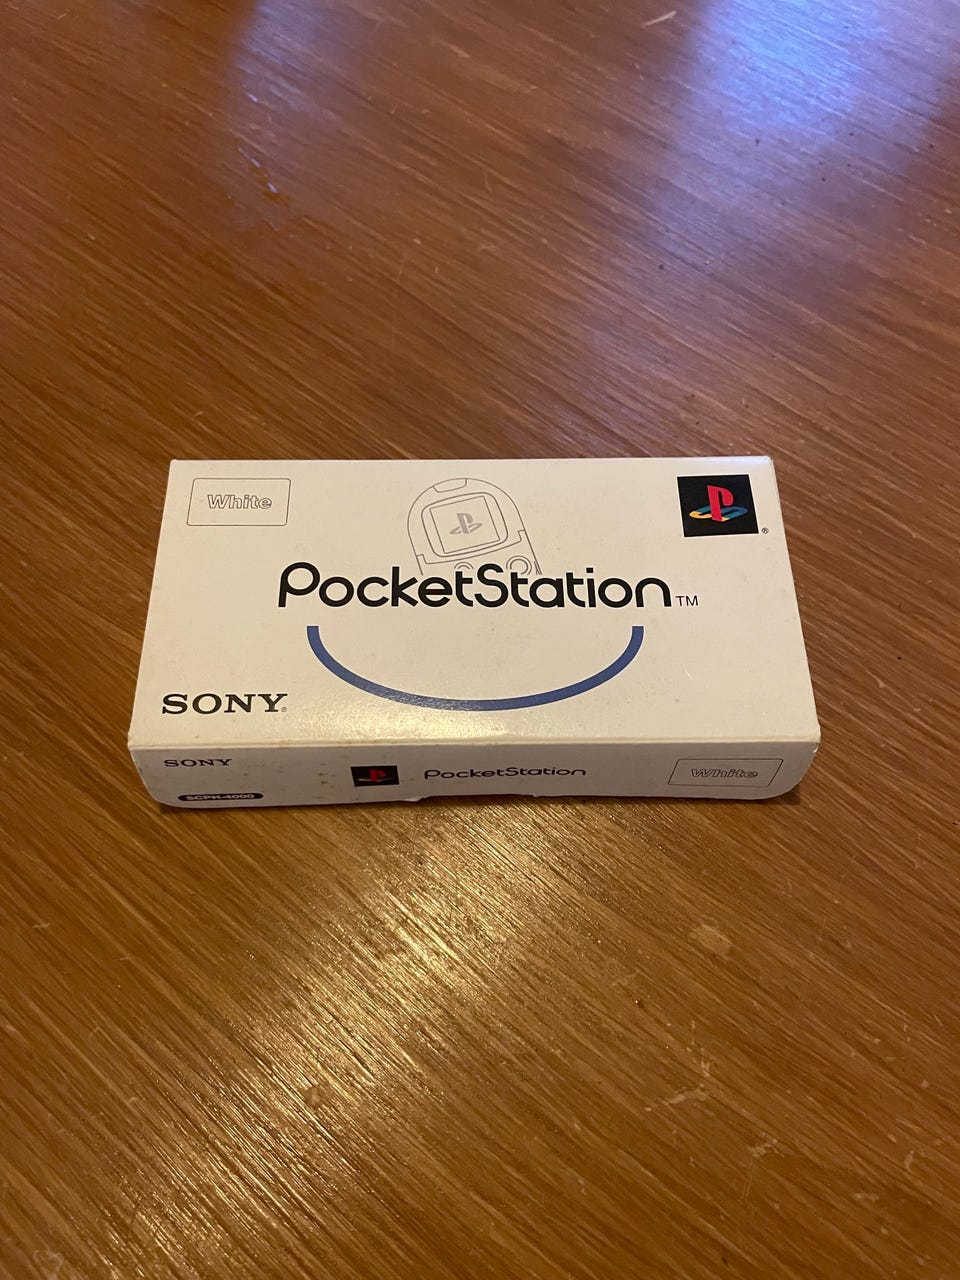 White
PocketStation™
SONY®
SONY
PocketStation
White
SCPH-4000